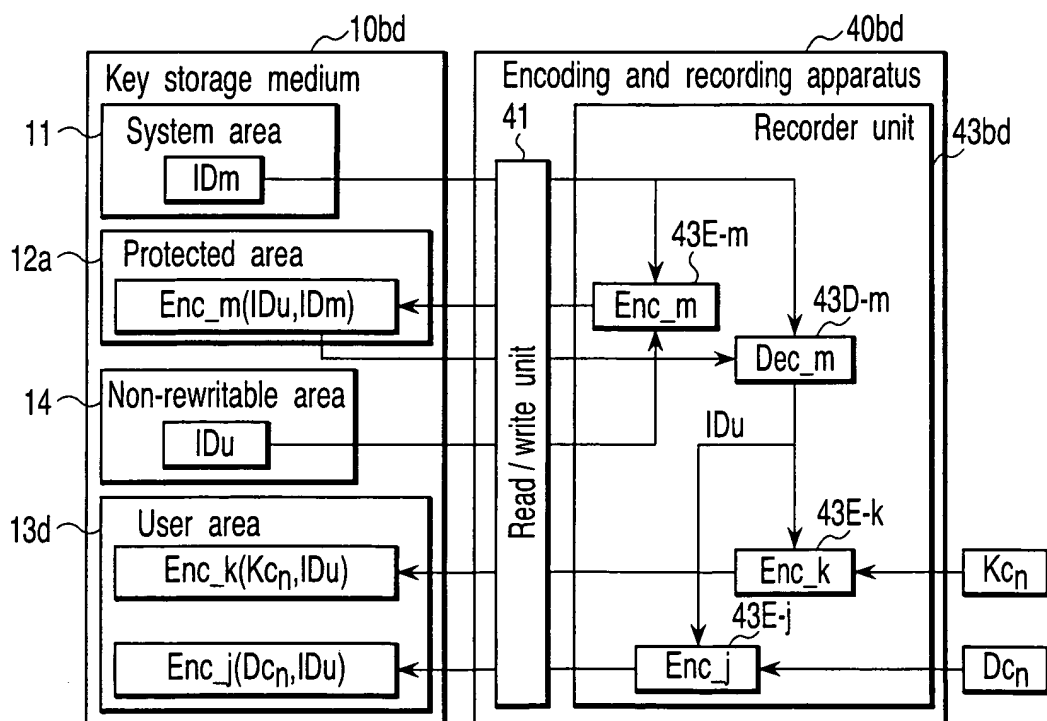 10bd
40bd
Key storage medium
Encoding and recording apparatus
11
System area
IDm
41
Recorder unit
43bd
12a
Protected area
Enc_m(IDu,IDm)
43E-m
Enc_m
43D-m
Dec_m
14
Non-rewritable area
IDu
Read/write unit
IDu
13d
User area
Enc_k(Kcn,IDu)
43E-k
Enc_k
Kcn
43E-j
Enc_j(Dcn,IDu)
Enc_j
Dcn